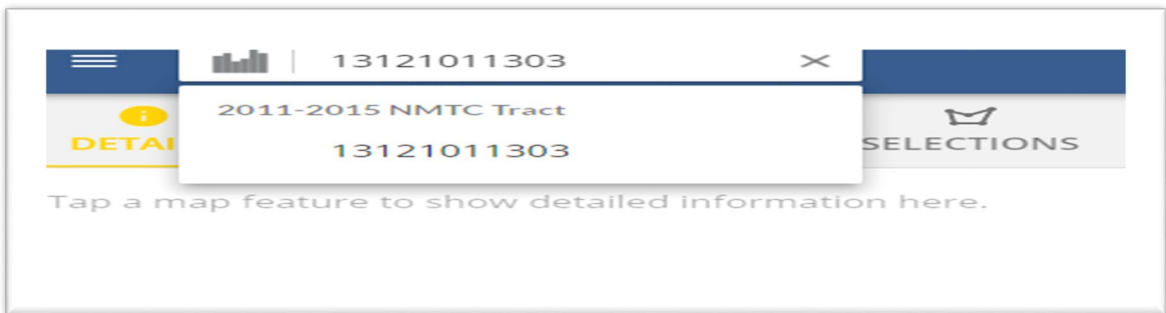 13121011303
2011-2015 NMTC Tract
DETAI
SELECTIONS
13121011303
Tap a map feature to show detailed information here.